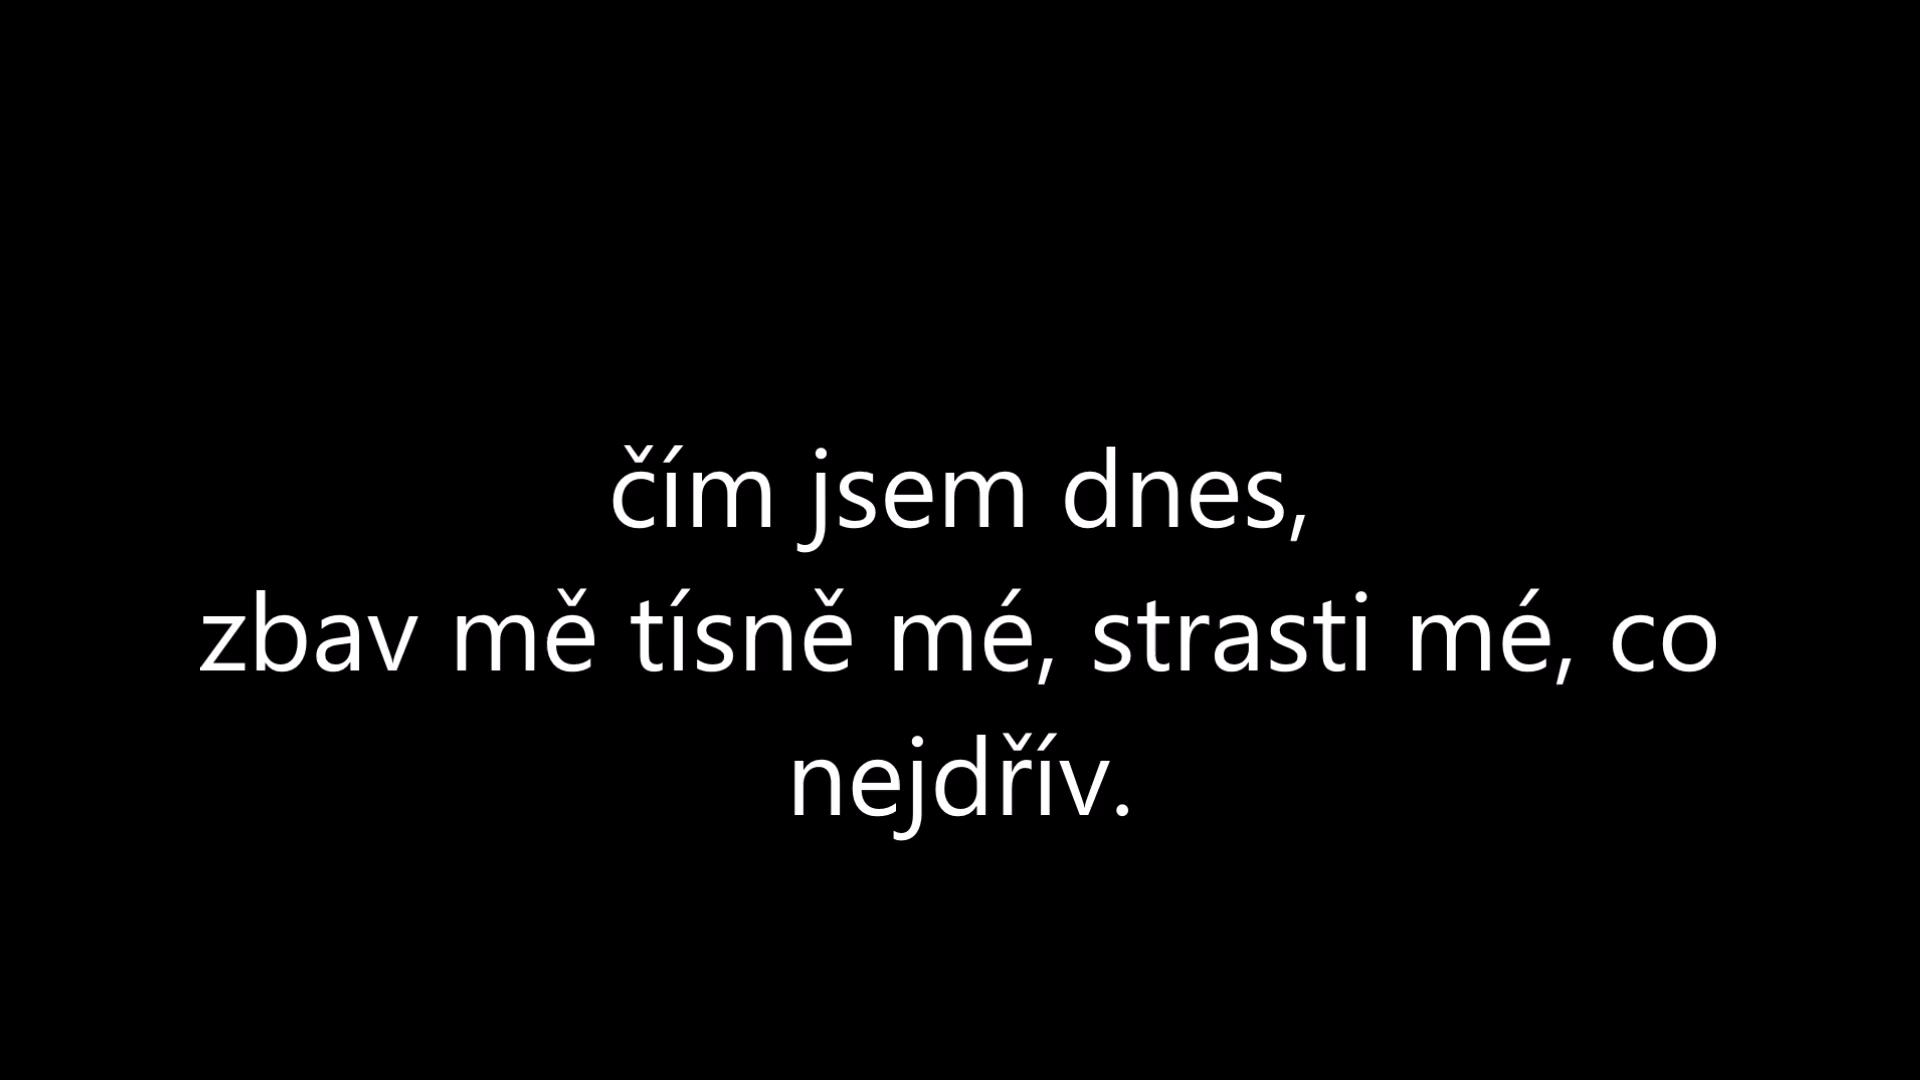 čím jsem dnes,
zbav mě tísně mé, strasti mé, co
nejdřív.